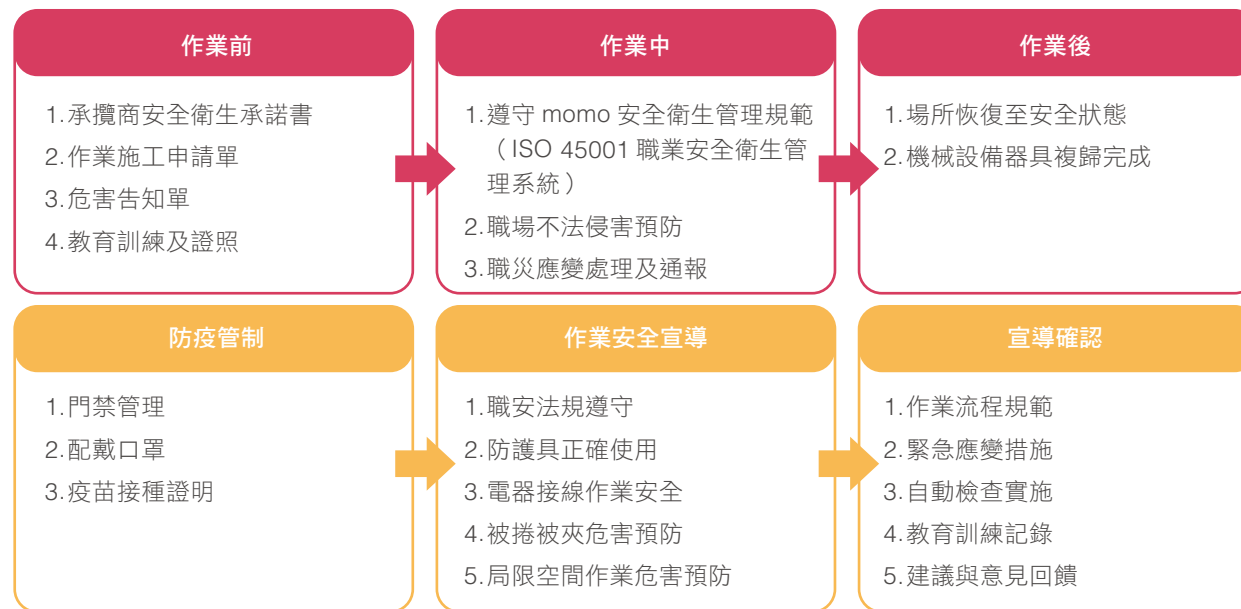 作業前
1.承攬商安全衛生承諾書
2.作業施工申請單
3.危害告知單
4.教育訓練及證照
作業中
1.遵守 momo 安全衛生管理規範
（ISO 45001 職業安全衛生管
理系統）
2.職場不法侵害預防
3.職災應變處理及通報
作業後
1.場所恢復至安全狀態
2.機械設備器具複歸完成
防疫管制
1.門禁管理
2.配戴口罩
3.疫苗接種證明
作業安全宣導
1.職安法規遵守
2.防護具正確使用
3.電器接線作業安全
4.被捲被夾危害預防
5.局限空間作業危害預防
宣導確認
1.作業流程規範
2.緊急應變措施
3.自動檢查實施
4.教育訓練記錄
5.建議與意見回饋